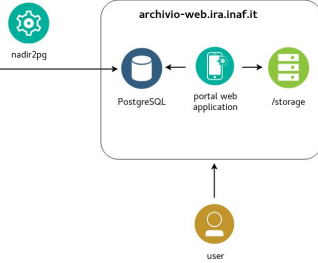 archivio-web.ira.inaf.it
nadir2pg
PostgreSQL
portal web
application
/storage
user